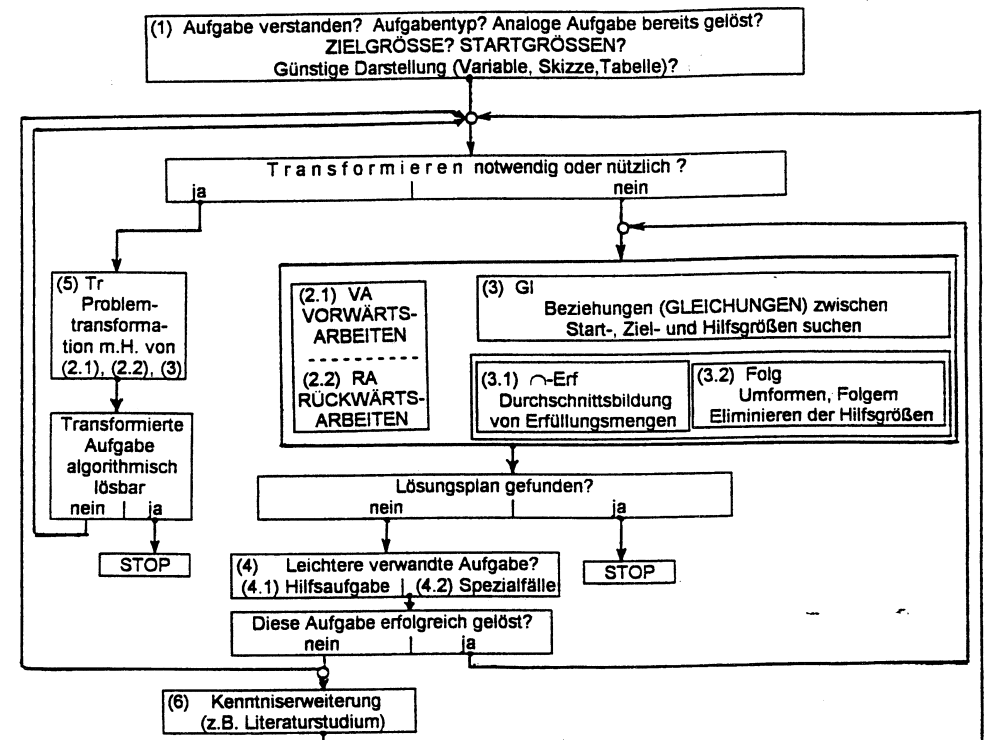 (1) Aufgabe verstanden? Aufgabentyp? Analoge Aufgabe bereits gelöst?
ZIELGRÖSSE? STARTGRÖSSEN?
Günstige Darstellung (Variable, Skizze,Tabelle)?
Transformieren notwendig oder nützlich ?
ja
nein
(5) Tr
Problem-
transforma-
tion m.H. von
(2.1), (2.2), (3)
Transformierte
Aufgabe
algorithmisch
lösbar
nein ja
STOP
(2.1) VA
VORWÄRTS-
ARBEITEN
(2.2) RA
RÜCKWÄRTS-
ARBEITEN
(3) Gl
Beziehungen (GLEICHUNGEN) zwischen
Start-, Ziel- und Hilfsgrößen suchen
(3.1) ∩-Erf
Durchschnittsbildung
von Erfüllungsmengen
(3.2) Folg
Umformen, Folgern
Eliminieren der Hilfsgrößen
Lösungsplan gefunden?
nein ja
STOP
(4) Leichtere verwandte Aufgabe?
(4.1) Hilfsaufgabe | (4.2) Spezialfälle
Diese Aufgabe erfolgreich gelöst?
nein ja
(6) Kenntniserweiterung
(z.B. Literaturstudium)